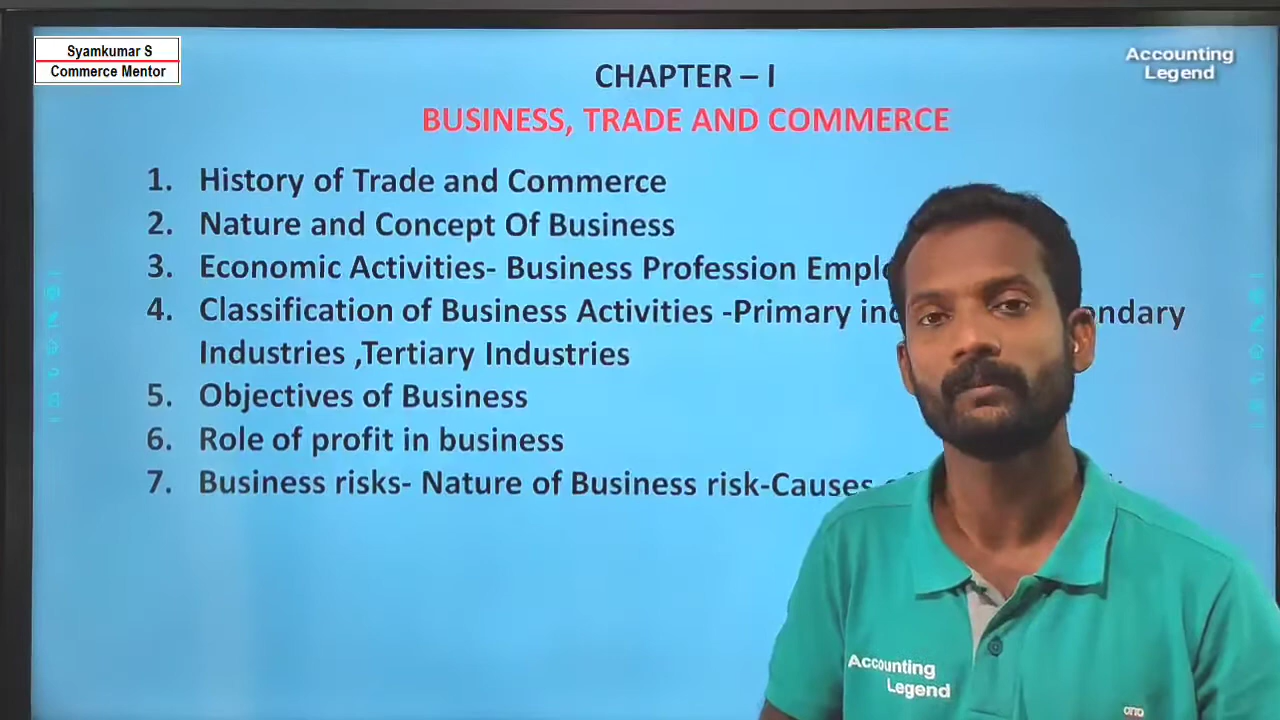 Syamkumar S
Commerce Mentor
Accounting
Legend
CHAPTER – I
BUSINESS, TRADE AND COMMERCE
1. History of Trade and Commerce
2. Nature and Concept Of Business
3. Economic Activities- Business Profession
4. Classification of Business Activities -Primary
Industries ,Tertiary Industries
5. Objectives of Business
6. Role of profit in business
7. Business risks- Nature of Business risk-Causes
Accounting
Legend
OTTO